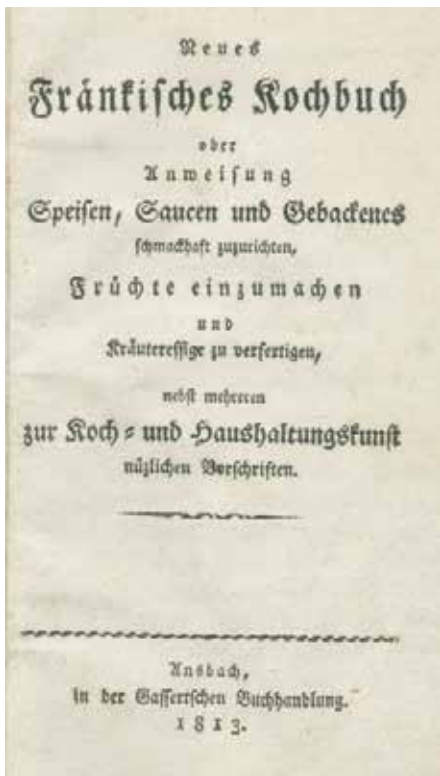 Neues
Fränkisches Kochbuch
oder
Anweisung
Speisen, Saucen und Gebackenes
schmackhaft zuzurichten,
Früchte einzumachen
und
Kräuteressige zu verfertigen,
nebst mehreren
zur Koch- und Haushaltungskunst
nüzlichen Vorschriften.
Ansbach,
in der Gassertschen Buchhandlung.
1813.